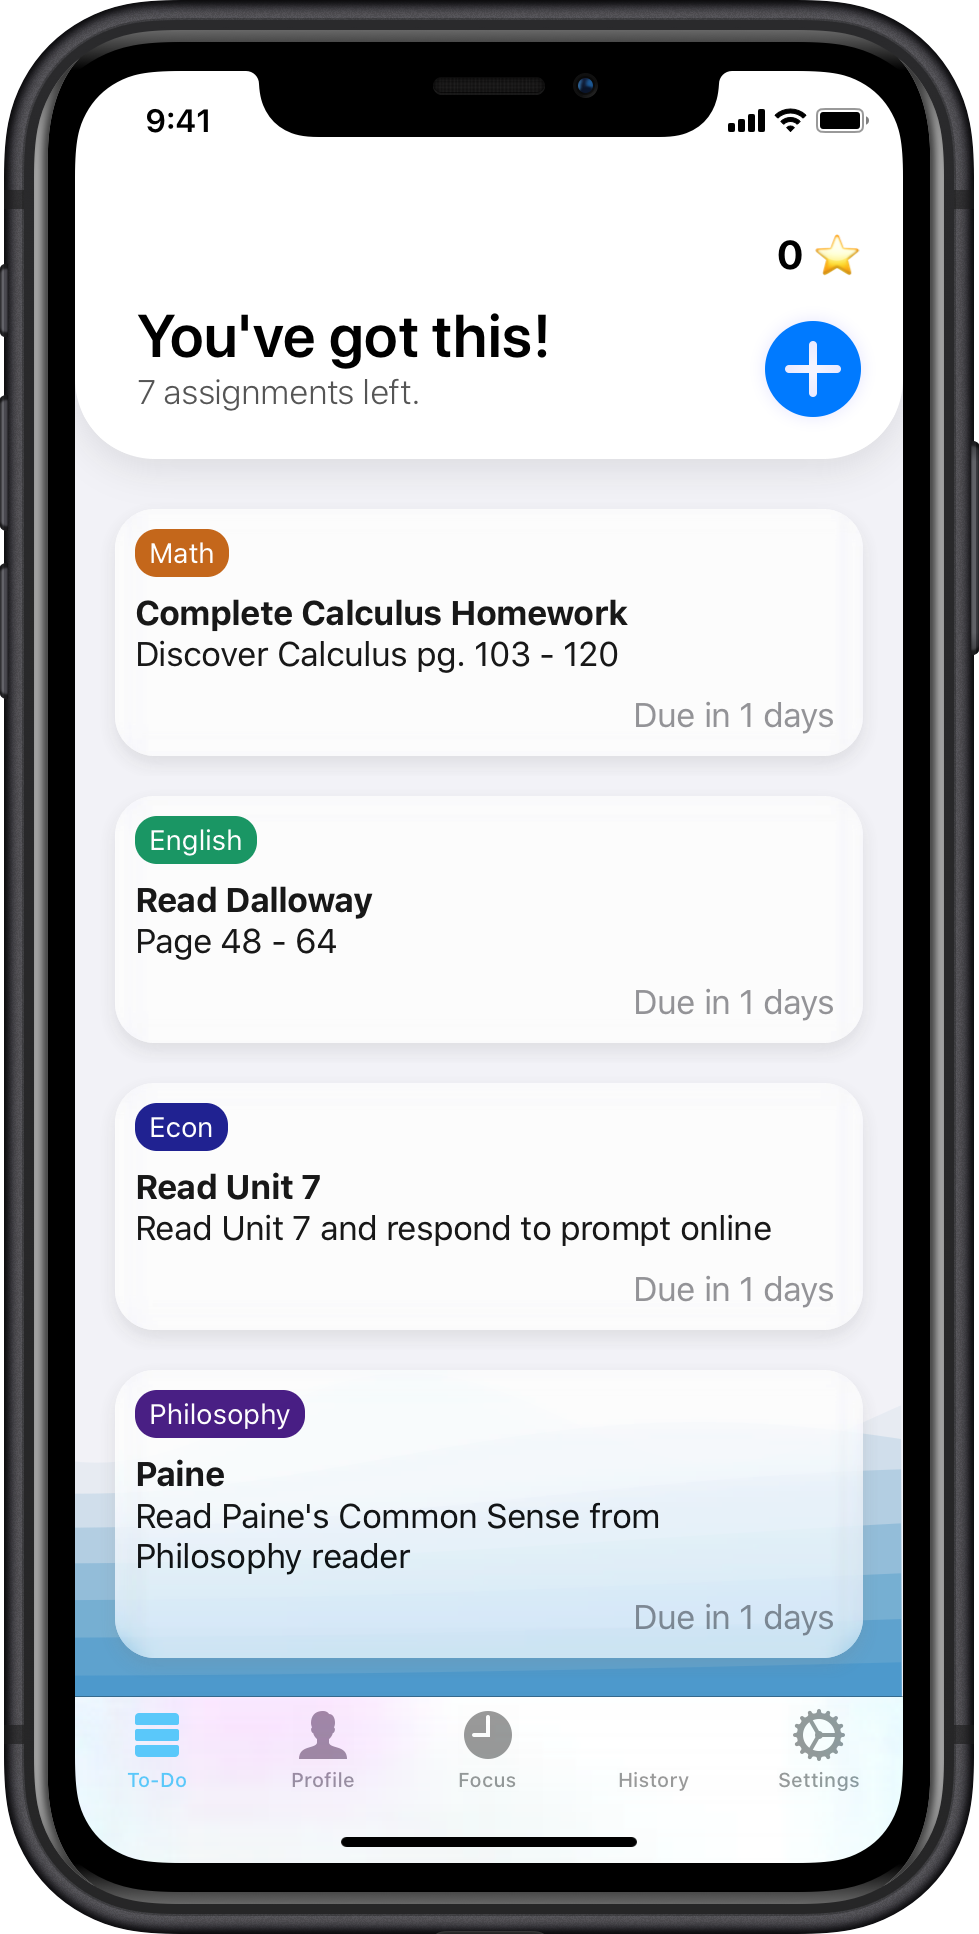 9:41
0
You've got this!
7 assignments left.
Math
Complete Calculus Homework
Discover Calculus pg. 103 - 120
Due in 1 days
English
Read Dalloway
Page 48 - 64
Due in 1 days
Econ
Read Unit 7
Read Unit 7 and respond to prompt online
Due in 1 days
Philosophy
Paine
Read Paine's Common Sense from
Philosophy reader
Due in 1 days
To-Do Profile Focus History Settings